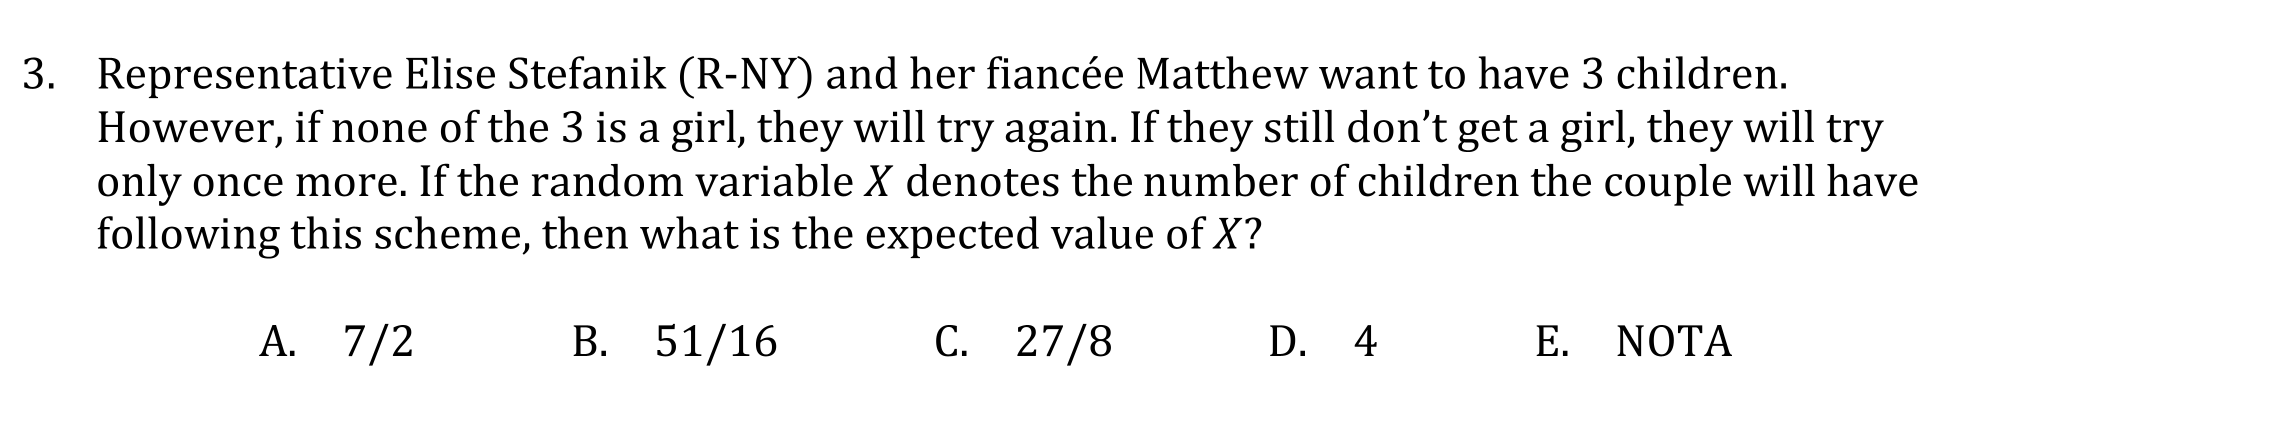 3. Representative Elise Stefanik (R-NY) and her fiancée Matthew want to have 3 children.
However, if none of the 3 is a girl, they will try again. If they still don’t get a girl, they will try
only once more. If the random variable X denotes the number of children the couple will have
following this scheme, then what is the expected value of X?
A. 7/2 B. 51/16 C. 27/8 D. 4 E. NOTA